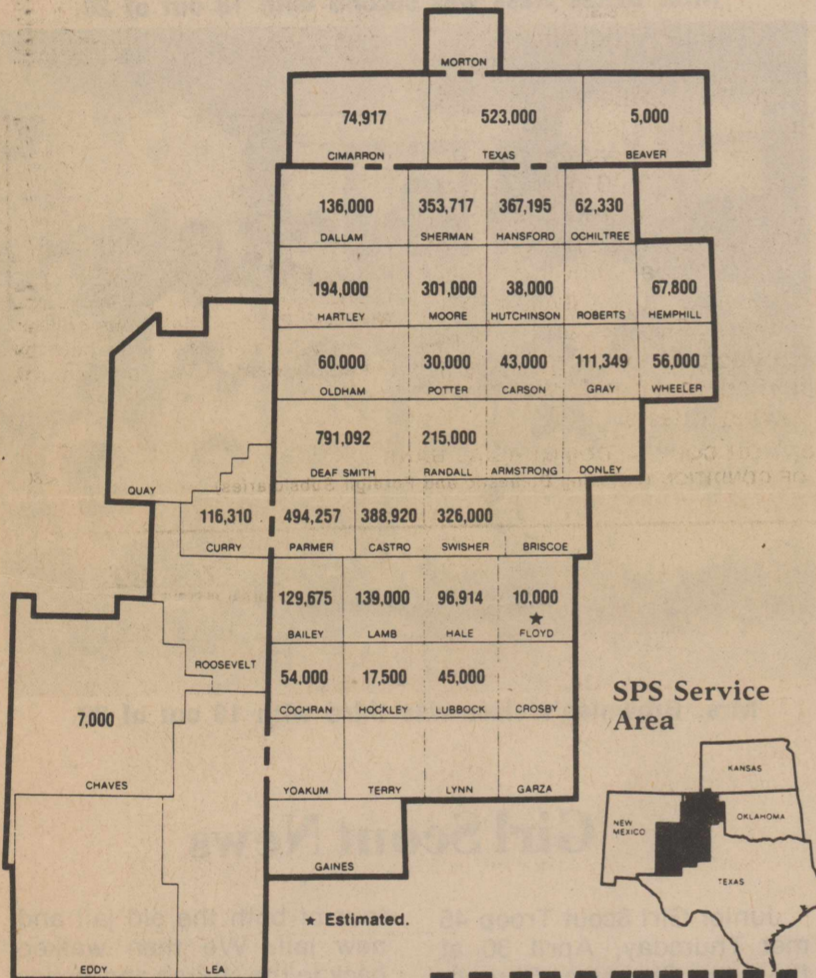 MORTON
74,917 523,000 5,000
CIMARRON TEXAS BEAVER
136,000 353,717 367,195 62,330
DALLAM SHERMAN HANSFORD OCHILTREE
194,000 301,000 38,000 67,800
HARTLEY MOORE HUTCHINSON ROBERTS HEMPHILL
60,000 30,000 43,000 111,349 56,000
OLDHAM POTTER CARSON GRAY WHEELER
791,092 215,000
DEAF SMITH RANDALL ARMSTRONG DONLEY
QUAY
116,310 494,257 388,920 326,000
CURRY PARMER CASTRO SWISHER BRISCOE
129,675 139,000 96,914 10,000
★
BAILEY LAMB HALE FLOYD
ROOSEVELT
54,000 17,500 45,000
COCHRAN HOCKLEY LUBBOCK CROSBY
7,000
CHAVES
YOAKUM TERRY LYNN GARZA
GAINES
★ Estimated.
EDDY LEA
SPS Service
Area
KANSAS
NEW
MEXICO
OKLAHOMA
TEXAS